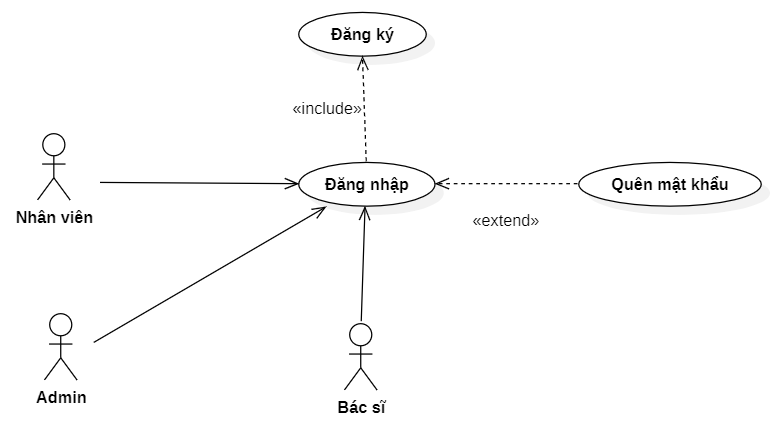 Đăng ký
«include»
Đăng nhập
Quên mật khẩu
Nhân viên
«extend»
Admin
Bác sĩ